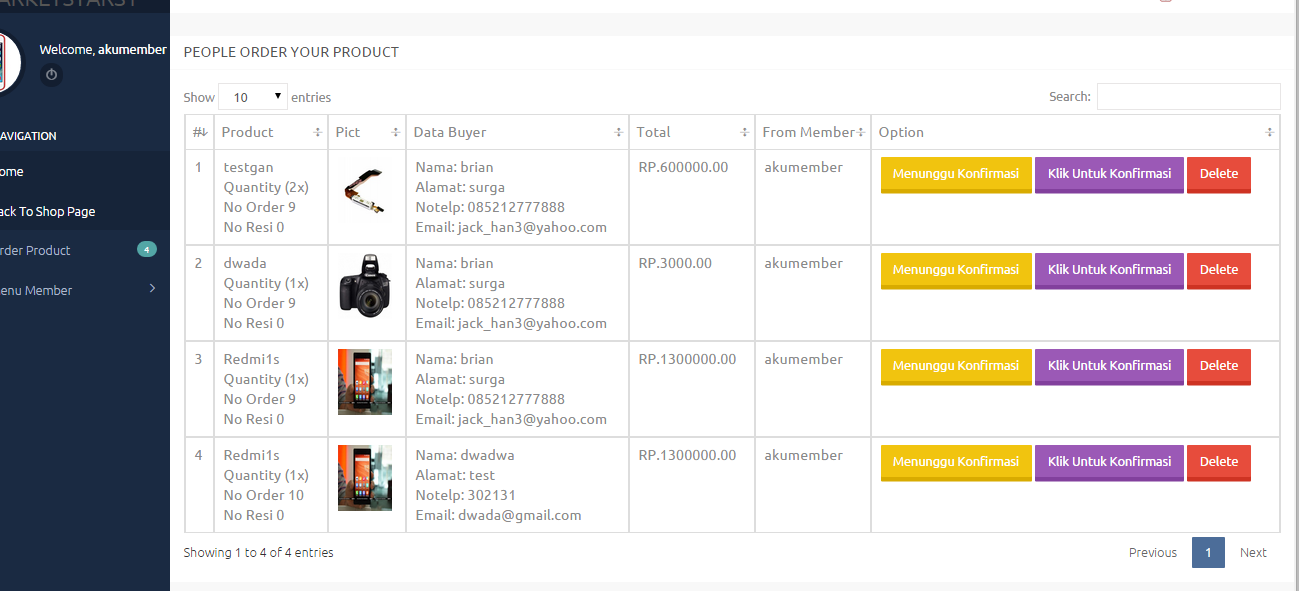 Welcome, akumember
AVIGATION
ome
ack To Shop Page
rder Product 4
enu Member
PEOPLE ORDER YOUR PRODUCT
Show 10 entries
Search:
# Product Pict Data Buyer Total From Member Option
1 testgan Nama: brian RP.600000.00 akumember Menunggu Konfirmasi Klik Untuk Konfirmasi Delete
Quantity (2x) Alamat: surga
No Order 9 Notelp: 085212777888
No Resi 0 Email: jack_han3@yahoo.com
2 dwada Nama: brian RP.3000.00 akumember Menunggu Konfirmasi Klik Untuk Konfirmasi Delete
Quantity (1x) Alamat: surga
No Order 9 Notelp: 085212777888
No Resi 0 Email: jack_han3@yahoo.com
3 Redmi1s Nama: brian RP.1300000.00 akumember Menunggu Konfirmasi Klik Untuk Konfirmasi Delete
Quantity (1x) Alamat: surga
No Order 9 Notelp: 085212777888
No Resi 0 Email: jack_han3@yahoo.com
4 Redmi1s Nama: dwadwa RP.1300000.00 akumember Menunggu Konfirmasi Klik Untuk Konfirmasi Delete
Quantity (1x) Alamat: test
No Order 10 Notelp: 302131
No Resi 0 Email: dwada@gmail.com
Showing 1 to 4 of 4 entries
Previous 1 Next